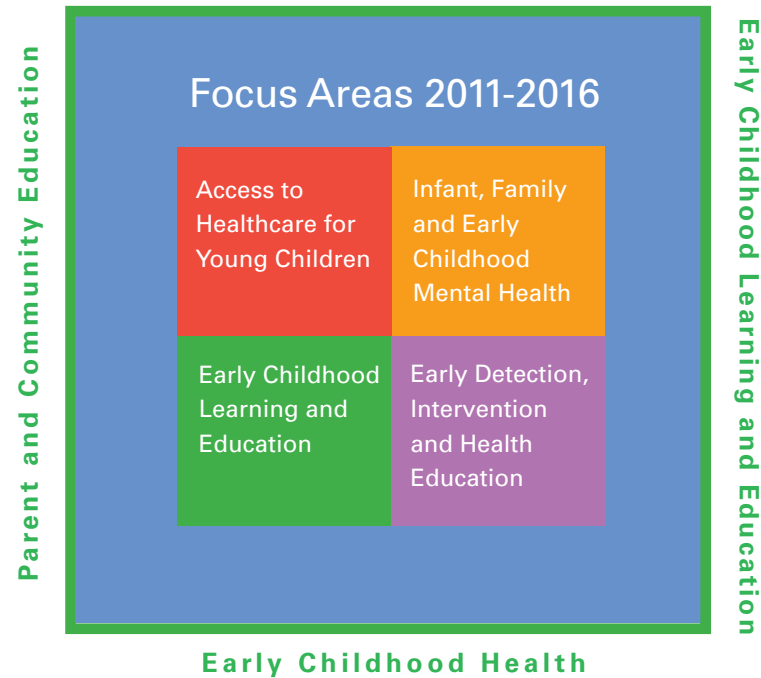 Focus Areas 2011-2016
Access to
Healthcare for
Young Children
Infant, Family
and Early
Childhood
Mental Health
Early Childhood
Learning and
Education
Early Detection,
Intervention
and Health
Education
Parent and Community Education
Early Childhood Learning and Education
Early Childhood Health